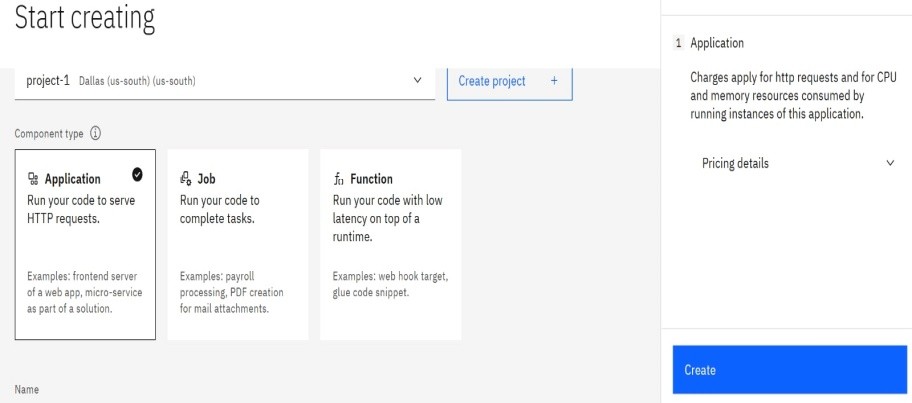 Start creating
project-1 Dallas (us-south) (us-south)
Create project +
Component type
Application
Run your code to serve
HTTP requests.
Examples: frontend server
of a web app, micro-service
as part of a solution.
Job
Run your code to
complete tasks.
Examples: payroll
processing, PDF creation
for mail attachments.
Function
Run your code with low
latency on top of a
runtime.
Examples: web hook target,
glue code snippet.
Name
1 Application
Charges apply for http requests and for CPU
and memory resources consumed by
running instances of this application.
Pricing details
Create